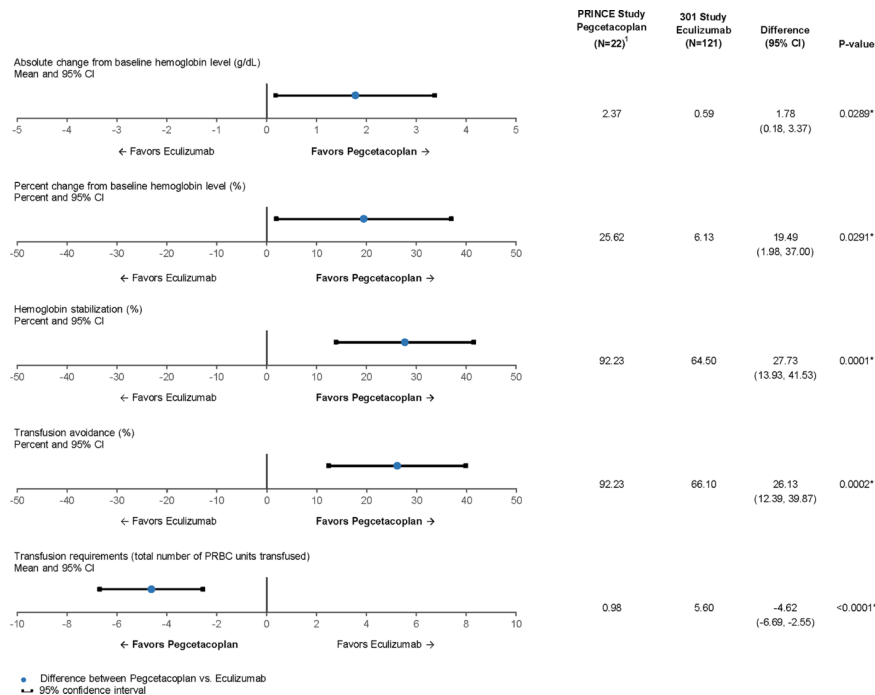 PRINCE Study
Pegcetacoplan
(N=22)¹
301 Study
Eculizumab
(N=121)
Difference
(95% CI)
P-value
Absolute change from baseline hemoglobin level (g/dL)
Mean and 95% CI
2.37 0.59 1.78 0.0289*
(0.18, 3.37)
-5 -4 -3 -2 -1 0 1 2 3 4 5
← Favors Eculizumab Favors Pegcetacoplan →
Percent change from baseline hemoglobin level (%)
Percent and 95% CI
25.62 6.13 19.49 0.0291*
(1.98, 37.00)
-50 -40 -30 -20 -10 0 10 20 30 40 50
← Favors Eculizumab Favors Pegcetacoplan →
Hemoglobin stabilization (%)
Percent and 95% CI
92.23 64.50 27.73 0.0001*
(13.93, 41.53)
-50 -40 -30 -20 -10 0 10 20 30 40 50
← Favors Eculizumab Favors Pegcetacoplan →
Transfusion avoidance (%)
Percent and 95% CI
92.23 66.10 26.13 0.0002*
(12.39, 39.87)
-50 -40 -30 -20 -10 0 10 20 30 40 50
← Favors Eculizumab Favors Pegcetacoplan →
Transfusion requirements (total number of PRBC units transfused)
Mean and 95% CI
0.98 5.60 -4.62 <0.0001*
(-6.69, -2.55)
-10 -8 -6 -4 -2 0 2 4 6 8 10
← Favors Pegcetacoplan Favors Eculizumab →
Difference between Pegcetacoplan vs. Eculizumab
95% confidence interval